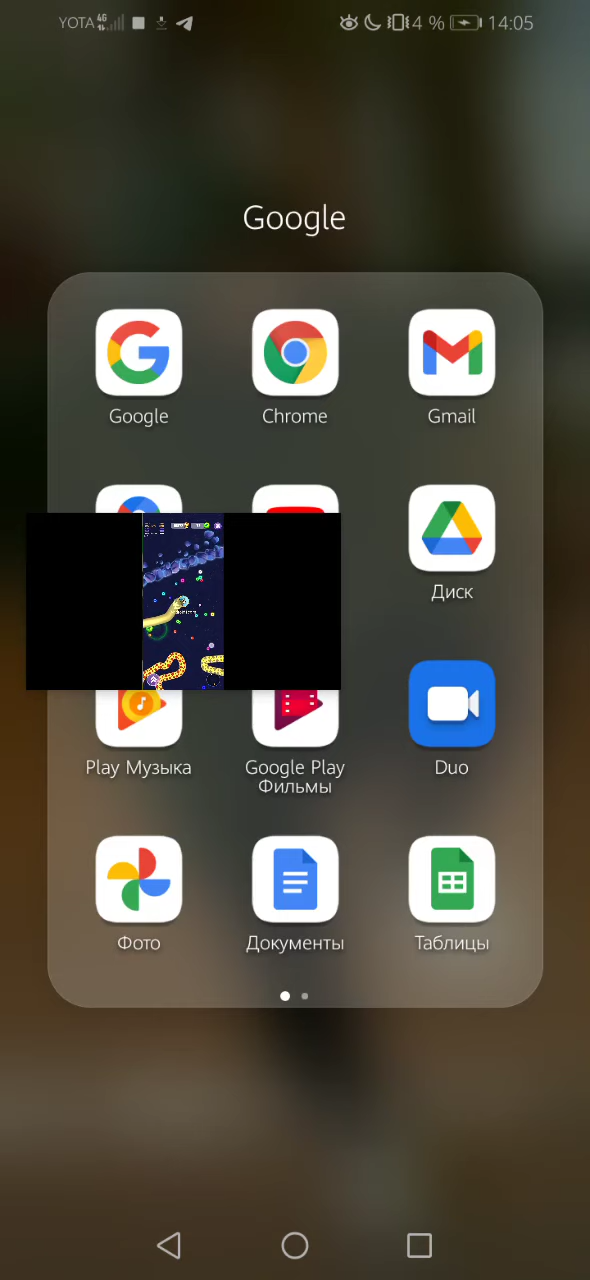 YOTA 4G 4 % 14:05
Google
Google Chrome Gmail
Диск
Play Музыка Google Play Фильмы Duo
Фото Документы Таблицы